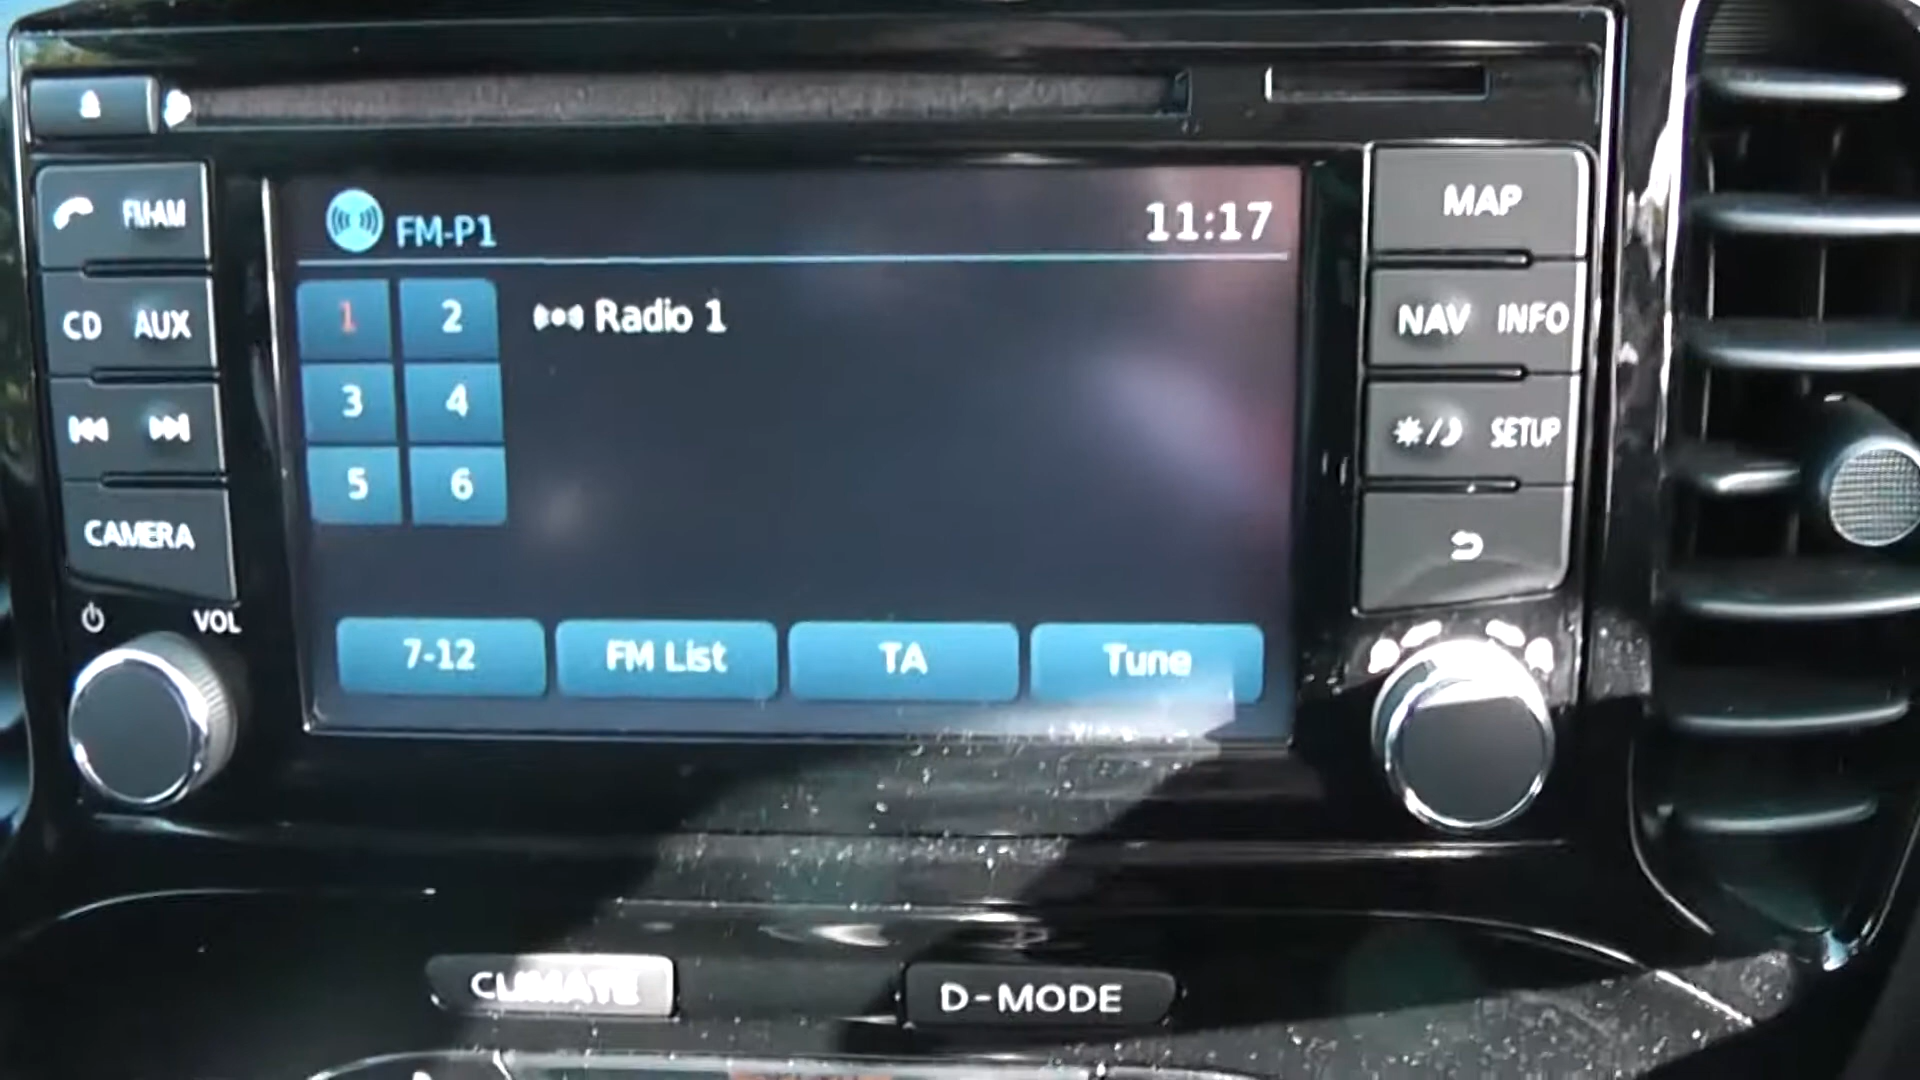 FM-P1
11:17
1
2
Radio 1
3
4
5
6
7-12
FM List
TA
Tune
FM·AM
CD AUX
CAMERA
VOL
MAP
NAV INFO
SETUP
CLIMATE
D-MODE